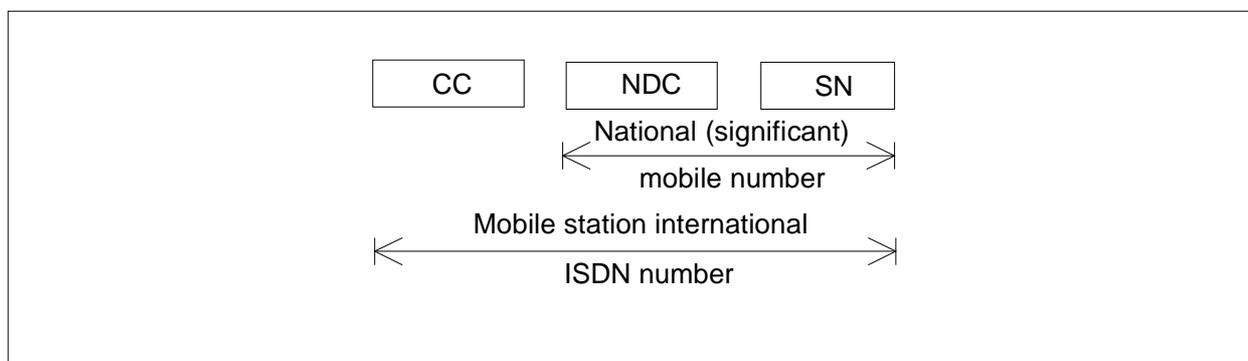 CC NDC SN
National (significant)
mobile number
Mobile station international
ISDN number